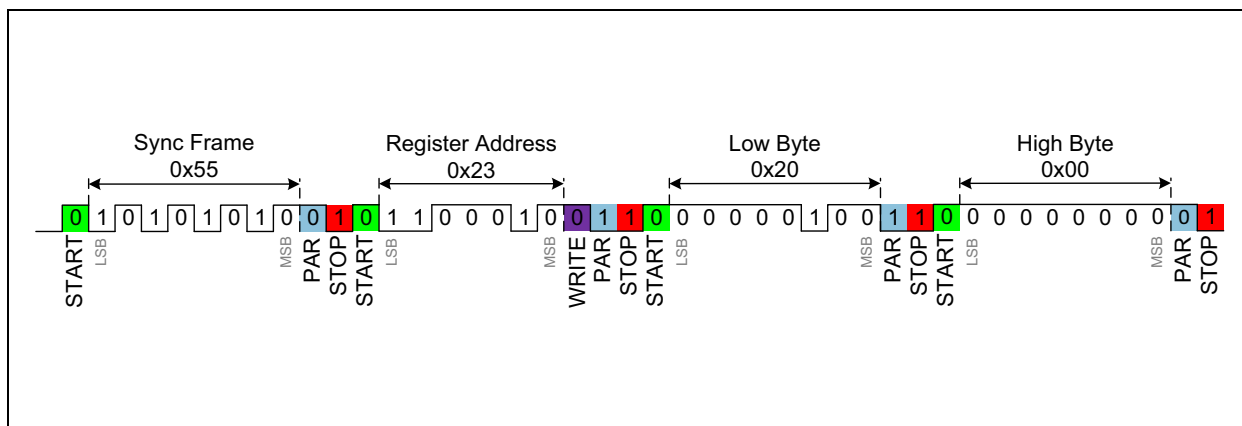 Sync Frame Register Address Low Byte High Byte
0x55 0x23 0x20 0x00
0 1 0 1 0 1 0 1 0 0 1 0 1 1 0 0 0 1 0 0 1 1 0 0 0 0 0 0 1 0 0 1 1 0 0 0 0 0 0 0 0 0 0 1
START LSB MSB PAR STOP START LSB MSB WRITE PAR STOP START LSB MSB PAR STOP START LSB MSB PAR STOP